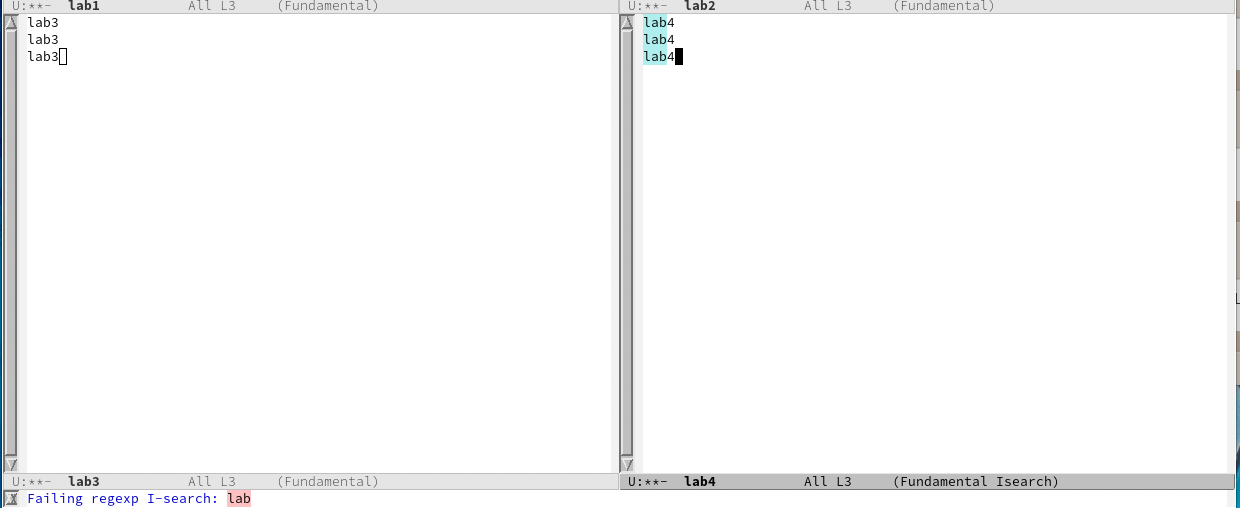 U:**-  lab1           All L3     (Fundamental)
U:**-  lab2           All L3     (Fundamental)
lab3
lab3
lab3
lab4
lab4
lab4
U:**-  lab3           All L3     (Fundamental)
U:**-  lab4           All L3     (Fundamental Isearch)
Failing regexp I-search: lab